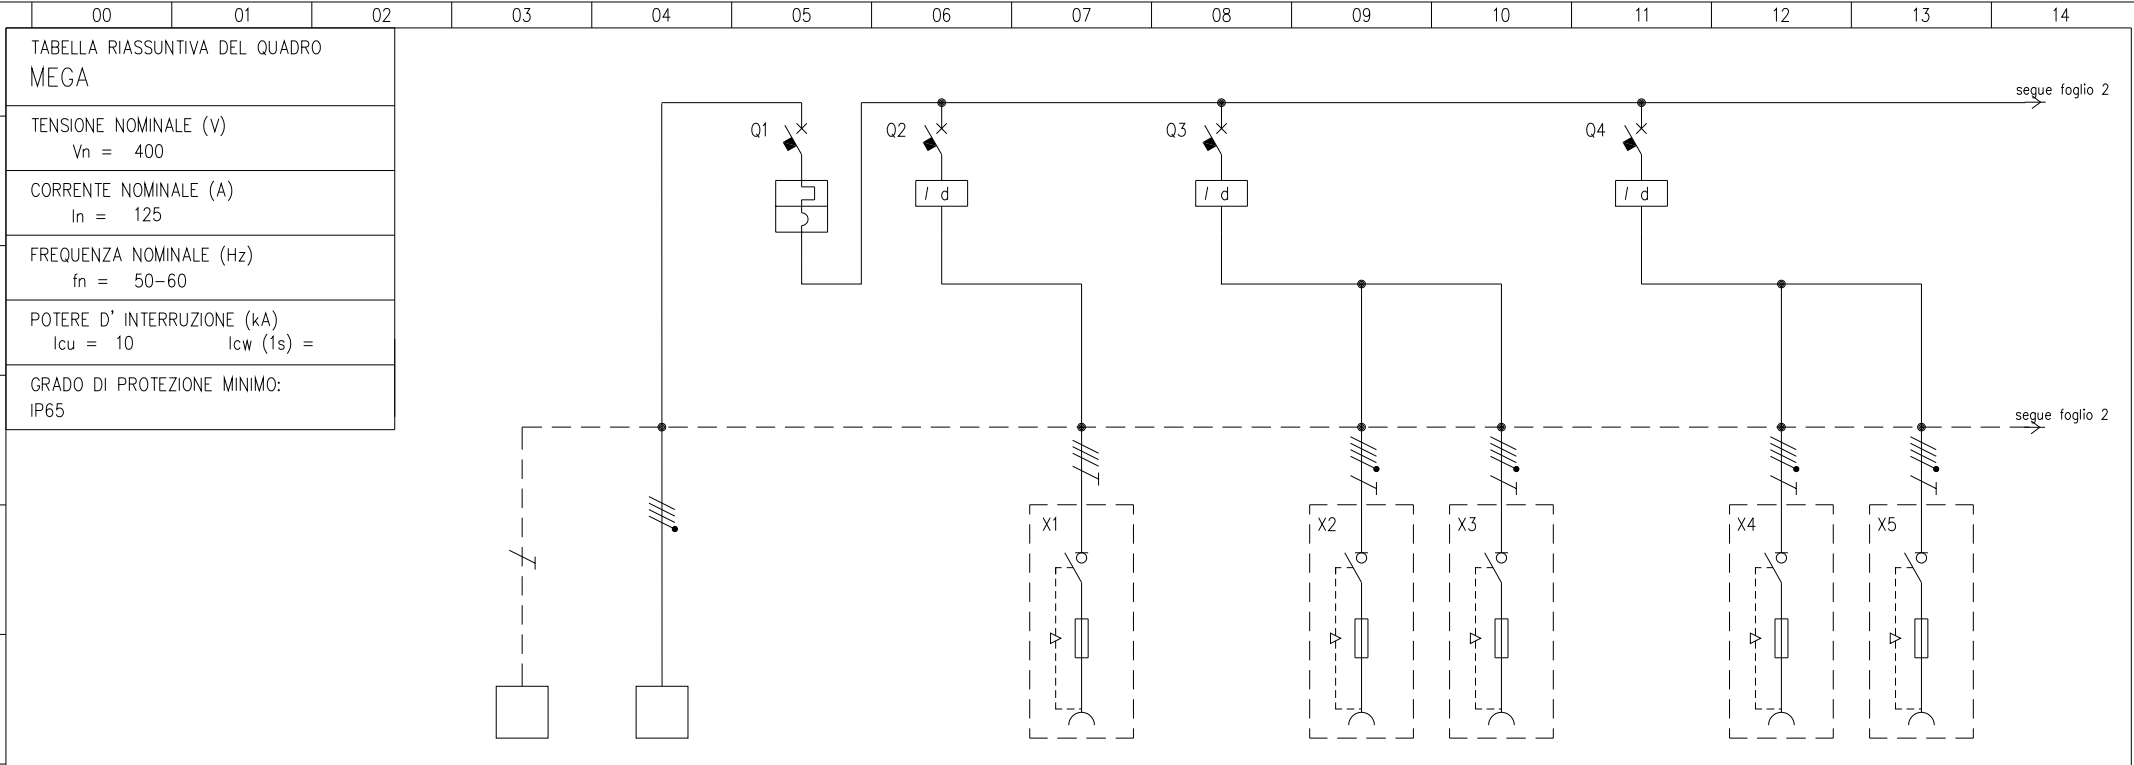 00 01 02 03 04 05 06 07 08 09 10 11 12 13 14
TABELLA RIASSUNTIVA DEL QUADRO
MEGA
TENSIONE NOMINALE (V)
Vn = 400
CORRENTE NOMINALE (A)
In = 125
FREQUENZA NOMINALE (Hz)
fn = 50-60
POTERE D' INTERRUZIONE (kA)
Icu = 10 Icw (1s) =
GRADO DI PROTEZIONE MINIMO:
IP65
segue foglio 2
Q1 Q2 Q3 Q4
I d I d I d
segue foglio 2
X1 X2 X3 X4 X5